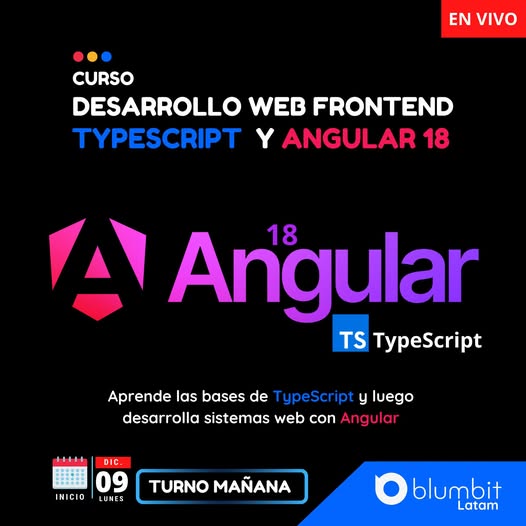 EN VIVO
CURSO
DESARROLLO WEB FRONTEND
TYPESCRIPT Y ANGULAR 18
18
Angular
TS TypeScript
Aprende las bases de TypeScript y luego
desarrolla sistemas web con Angular
INICIO
DIC.
09
LUNES
TURNO MAÑANA
blumbit
Latam